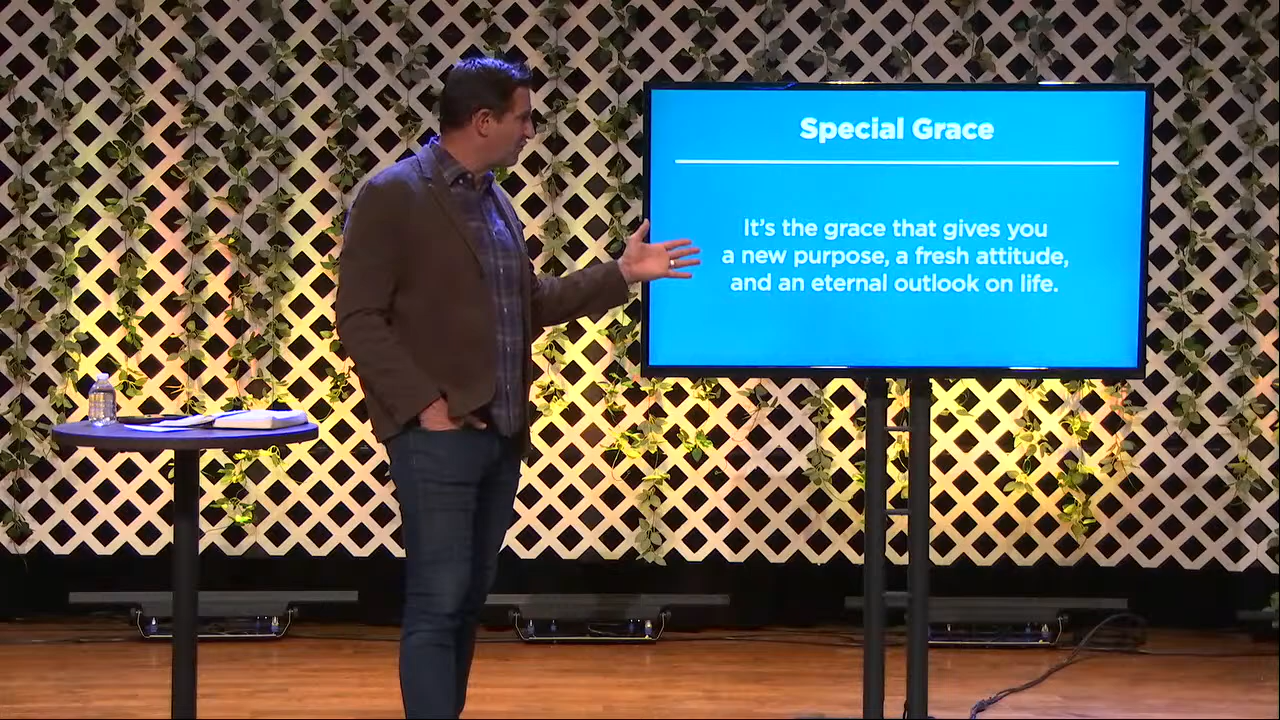 Special Grace
It's the grace that gives you
a new purpose, a fresh attitude,
and an eternal outlook on life.